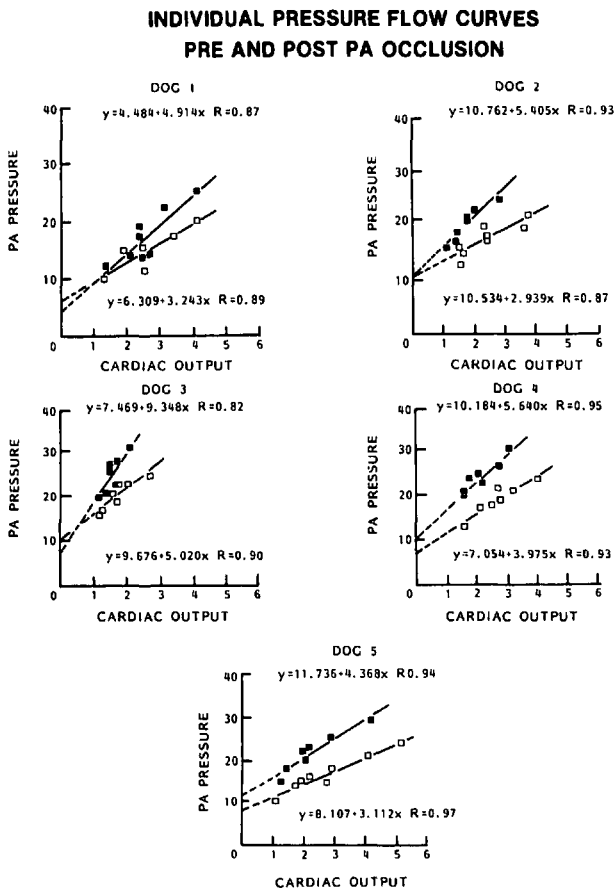 INDIVIDUAL PRESSURE FLOW CURVES
PRE AND POST PA OCCLUSION
DOG 1
y=4.484+4.914x R=0.87
40
30
20
10
PA PRESSURE
y=6.309+3.243x R=0.89
0 1 2 3 4 5 6
CARDIAC OUTPUT
DOG 2
y=10.762+5.405x R=0.93
40
30
20
10
PA PRESSURE
y=10.534+2.939x R=0.87
0 1 2 3 4 5 6
CARDIAC OUTPUT
DOG 3
y=7.469+9.348x R=0.82
40
30
20
10
PA PRESSURE
y=9.676+5.020x R=0.90
0 1 2 3 4 5 6
CARDIAC OUTPUT
DOG 4
y=10.184+5.640x R=0.95
40
30
20
10
PA PRESSURE
y=7.054+3.975x R=0.93
0 1 2 3 4 5 6
CARDIAC OUTPUT
DOG 5
y=11.736+4.368x R0.94
40
30
20
10
PA PRESSURE
y=8.107+3.112x R=0.97
0 1 2 3 4 5 6
CARDIAC OUTPUT